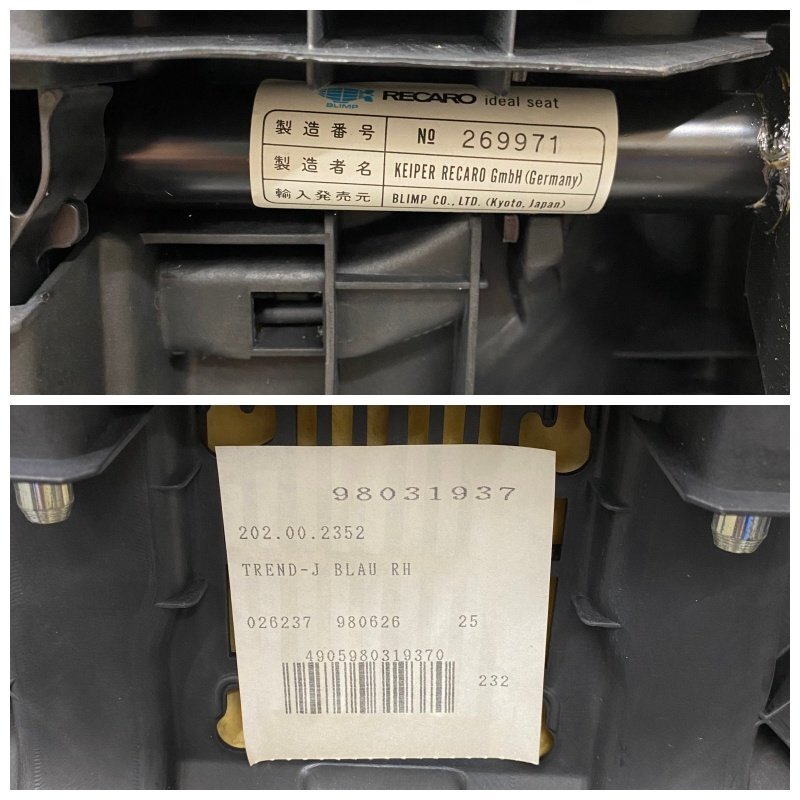 BLIMP RECARO ideal seat
製造番号 № 269971
製造者名 KEIPER RECARO GmbH (Germany)
輸入発売元 BLIMP CO., LTD. (Kyoto, Japan)
98031937
202.00.2352
TREND-J BLAU RH
026237 980626 25
4905980319370
232